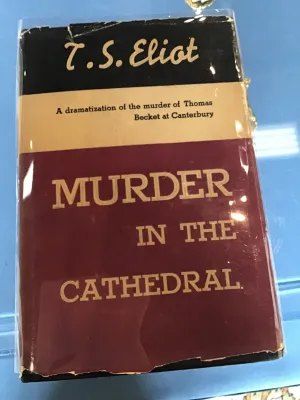 T. S. Eliot
A dramatization of the murder of Thomas
Becket at Canterbury
MURDER
IN THE
CATHEDRAL